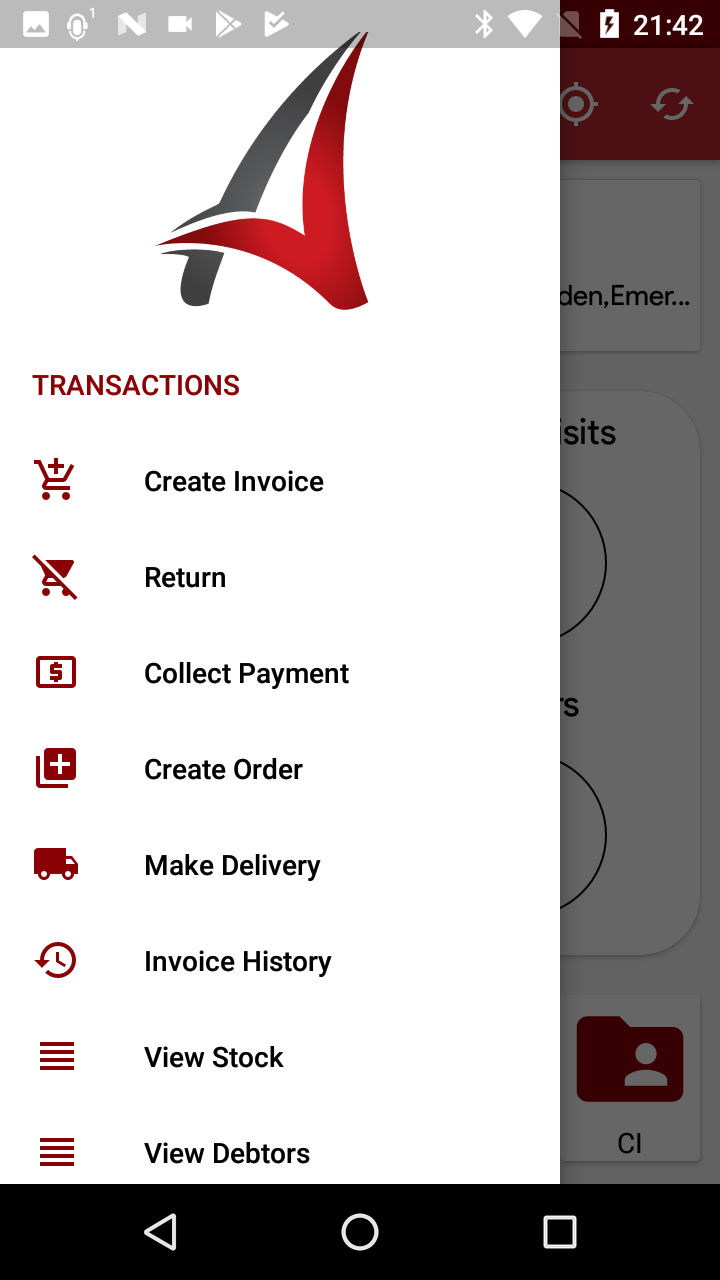 1
21:42
den,Emer...
isits
TRANSACTIONS
Create Invoice
Return
Collect Payment
rs
Create Order
Make Delivery
Invoice History
View Stock
View Debtors
CI